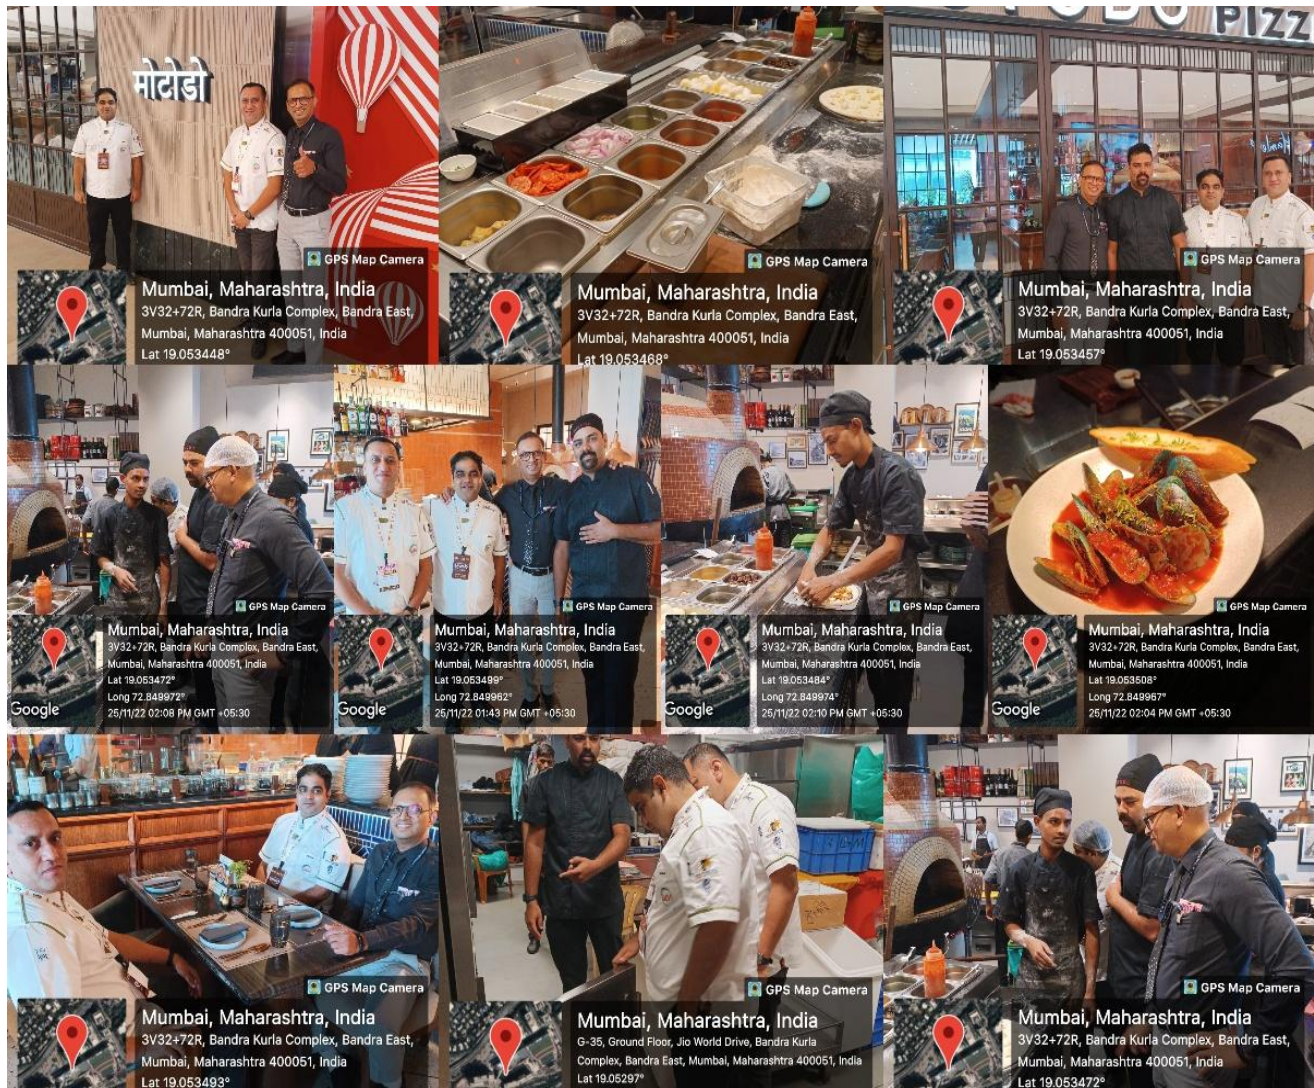 मोटोडो
GPS Map Camera
Mumbai, Maharashtra, India
3V32+72R, Bandra Kurla Complex, Bandra East,
Mumbai, Maharashtra 400051, India
Lat 19.053448°
GPS Map Camera
Mumbai, Maharashtra, India
3V32+72R, Bandra Kurla Complex, Bandra East,
Mumbai, Maharashtra 400051, India
Lat 19.053468°
PIZZ
GPS Map Camera
Mumbai, Maharashtra, India
3V32+72R, Bandra Kurla Complex, Bandra East,
Mumbai, Maharashtra 400051, India
Lat 19.053457°
GPS Map Camera
Google
Mumbai, Maharashtra, India
3V32+72R, Bandra Kurla Complex, Bandra East,
Mumbai, Maharashtra 400051, India
Lat 19.053472°
Long 72.849972°
25/11/22 02:08 PM GMT +05:30
GPS Map Camera
Google
Mumbai, Maharashtra, India
3V32+72R, Bandra Kurla Complex, Bandra East,
Mumbai, Maharashtra 400051, India
Lat 19.053499°
Long 72.849962°
25/11/22 01:43 PM GMT +05:30
GPS Map Camera
Google
Mumbai, Maharashtra, India
3V32+72R, Bandra Kurla Complex, Bandra East,
Mumbai, Maharashtra 400051, India
Lat 19.053484°
Long 72.849974°
25/11/22 02:10 PM GMT +05:30
GPS Map Camera
Google
Mumbai, Maharashtra, India
3V32+72R, Bandra Kurla Complex, Bandra East,
Mumbai, Maharashtra 400051, India
Lat 19.053508°
Long 72.849967°
25/11/22 02:04 PM GMT +05:30
GPS Map Camera
Mumbai, Maharashtra, India
3V32+72R, Bandra Kurla Complex, Bandra East,
Mumbai, Maharashtra 400051, India
Lat 19.053493°
GPS Map Camera
Mumbai, Maharashtra, India
G-35, Ground Floor, Jio World Drive, Bandra Kurla
Complex, Bandra East, Mumbai, Maharashtra 400051, India
Lat 19.05297°
GPS Map Camera
Mumbai, Maharashtra, India
3V32+72R, Bandra Kurla Complex, Bandra East,
Mumbai, Maharashtra 400051, India
Lat 19.053472°